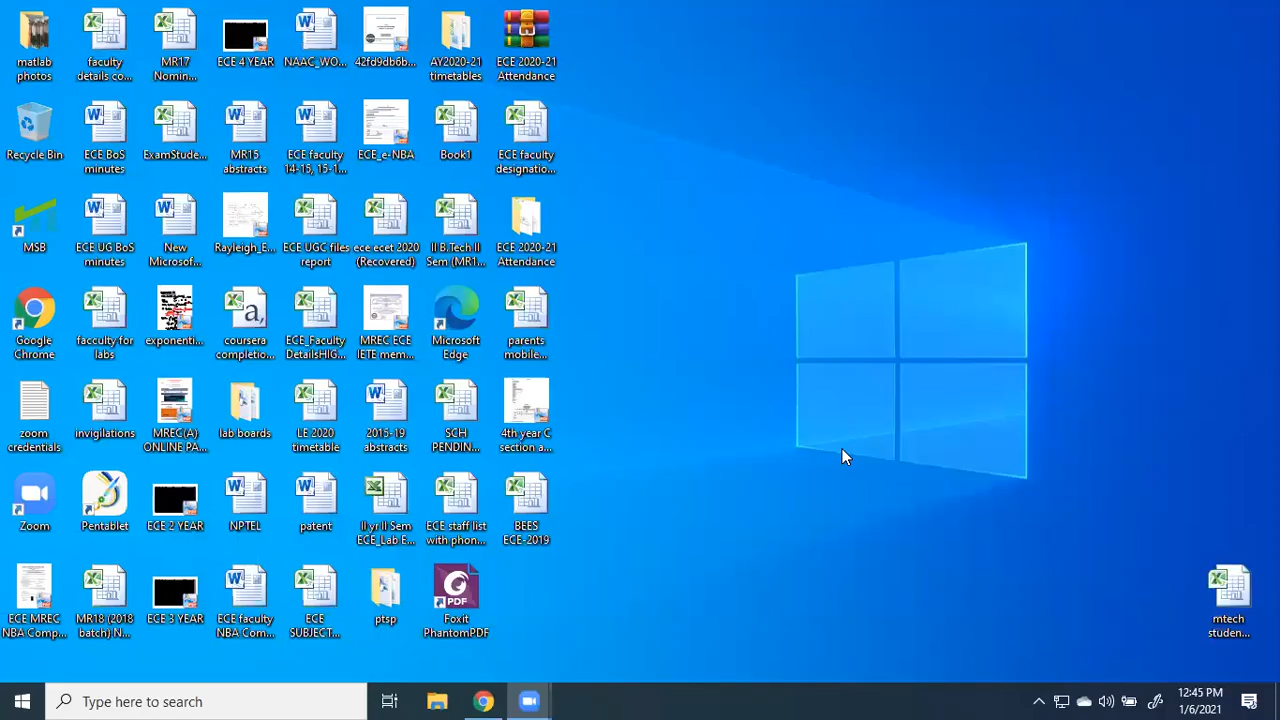 matlab
photos
faculty
details co...
MR17
Nomin...
ECE 4 YEAR
NAAC_WO...
42fd9db6b...
AY2020-21
timetables
ECE 2020-21
Attendance
Recycle Bin
ECE BoS
minutes
ExamStude...
MR15
abstracts
ECE faculty
14-15, 15-1...
ECE_e-NBA
Book1
ECE faculty
designatio...
MSB
ECE UG BoS
minutes
New
Microsof...
Rayleigh_E...
ECE UGC files
report
ece ecet 2020
(Recovered)
II B.Tech II
Sem (MR1...
ECE 2020-21
Attendance
Google
Chrome
facculty for
labs
exponenti...
coursera
completio...
ECE_Faculty
DetailsHIG...
MREC ECE
IETE mem...
Microsoft
Edge
parents
mobile...
zoom
credentials
invigilations
MREC(A)
ONLINE PA...
lab boards
LE 2020
timetable
2015-19
abstracts
SCH
PENDIN...
4th year C
section a...
Zoom
Pentablet
ECE 2 YEAR
NPTEL
patent
II yr II Sem
ECE_Lab E...
ECE staff list
with phon...
BEES
ECE-2019
ECE MREC
NBA Comp...
MR18 (2018
batch) N...
ECE 3 YEAR
ECE faculty
NBA Com...
ECE
SUBJECT...
ptsp
Foxit
PhantomPDF
mtech
studen...
Type here to search
12:45 PM
1/6/2021